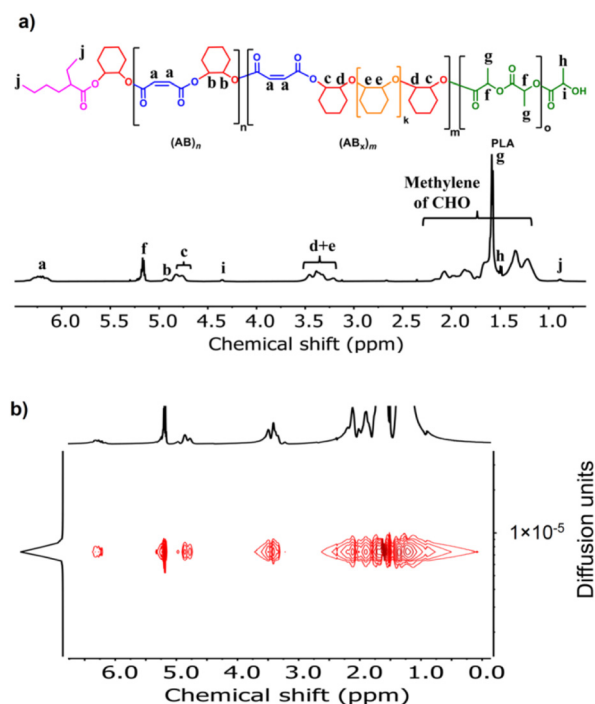 a)
j j a a b b a a c d e e d c g f g h i
O O O O O O O O O O O O O O O O OH
n k m o
(AB)n (ABx)m PLA
g
Methylene
of CHO
a f b c i d+e h j
6.0 5.5 5.0 4.5 4.0 3.5 3.0 2.5 2.0 1.5 1.0
Chemical shift (ppm)
b)
1×10-5
Diffusion units
6.0 5.0 4.0 3.0 2.0 1.0 0.0
Chemical shift (ppm)